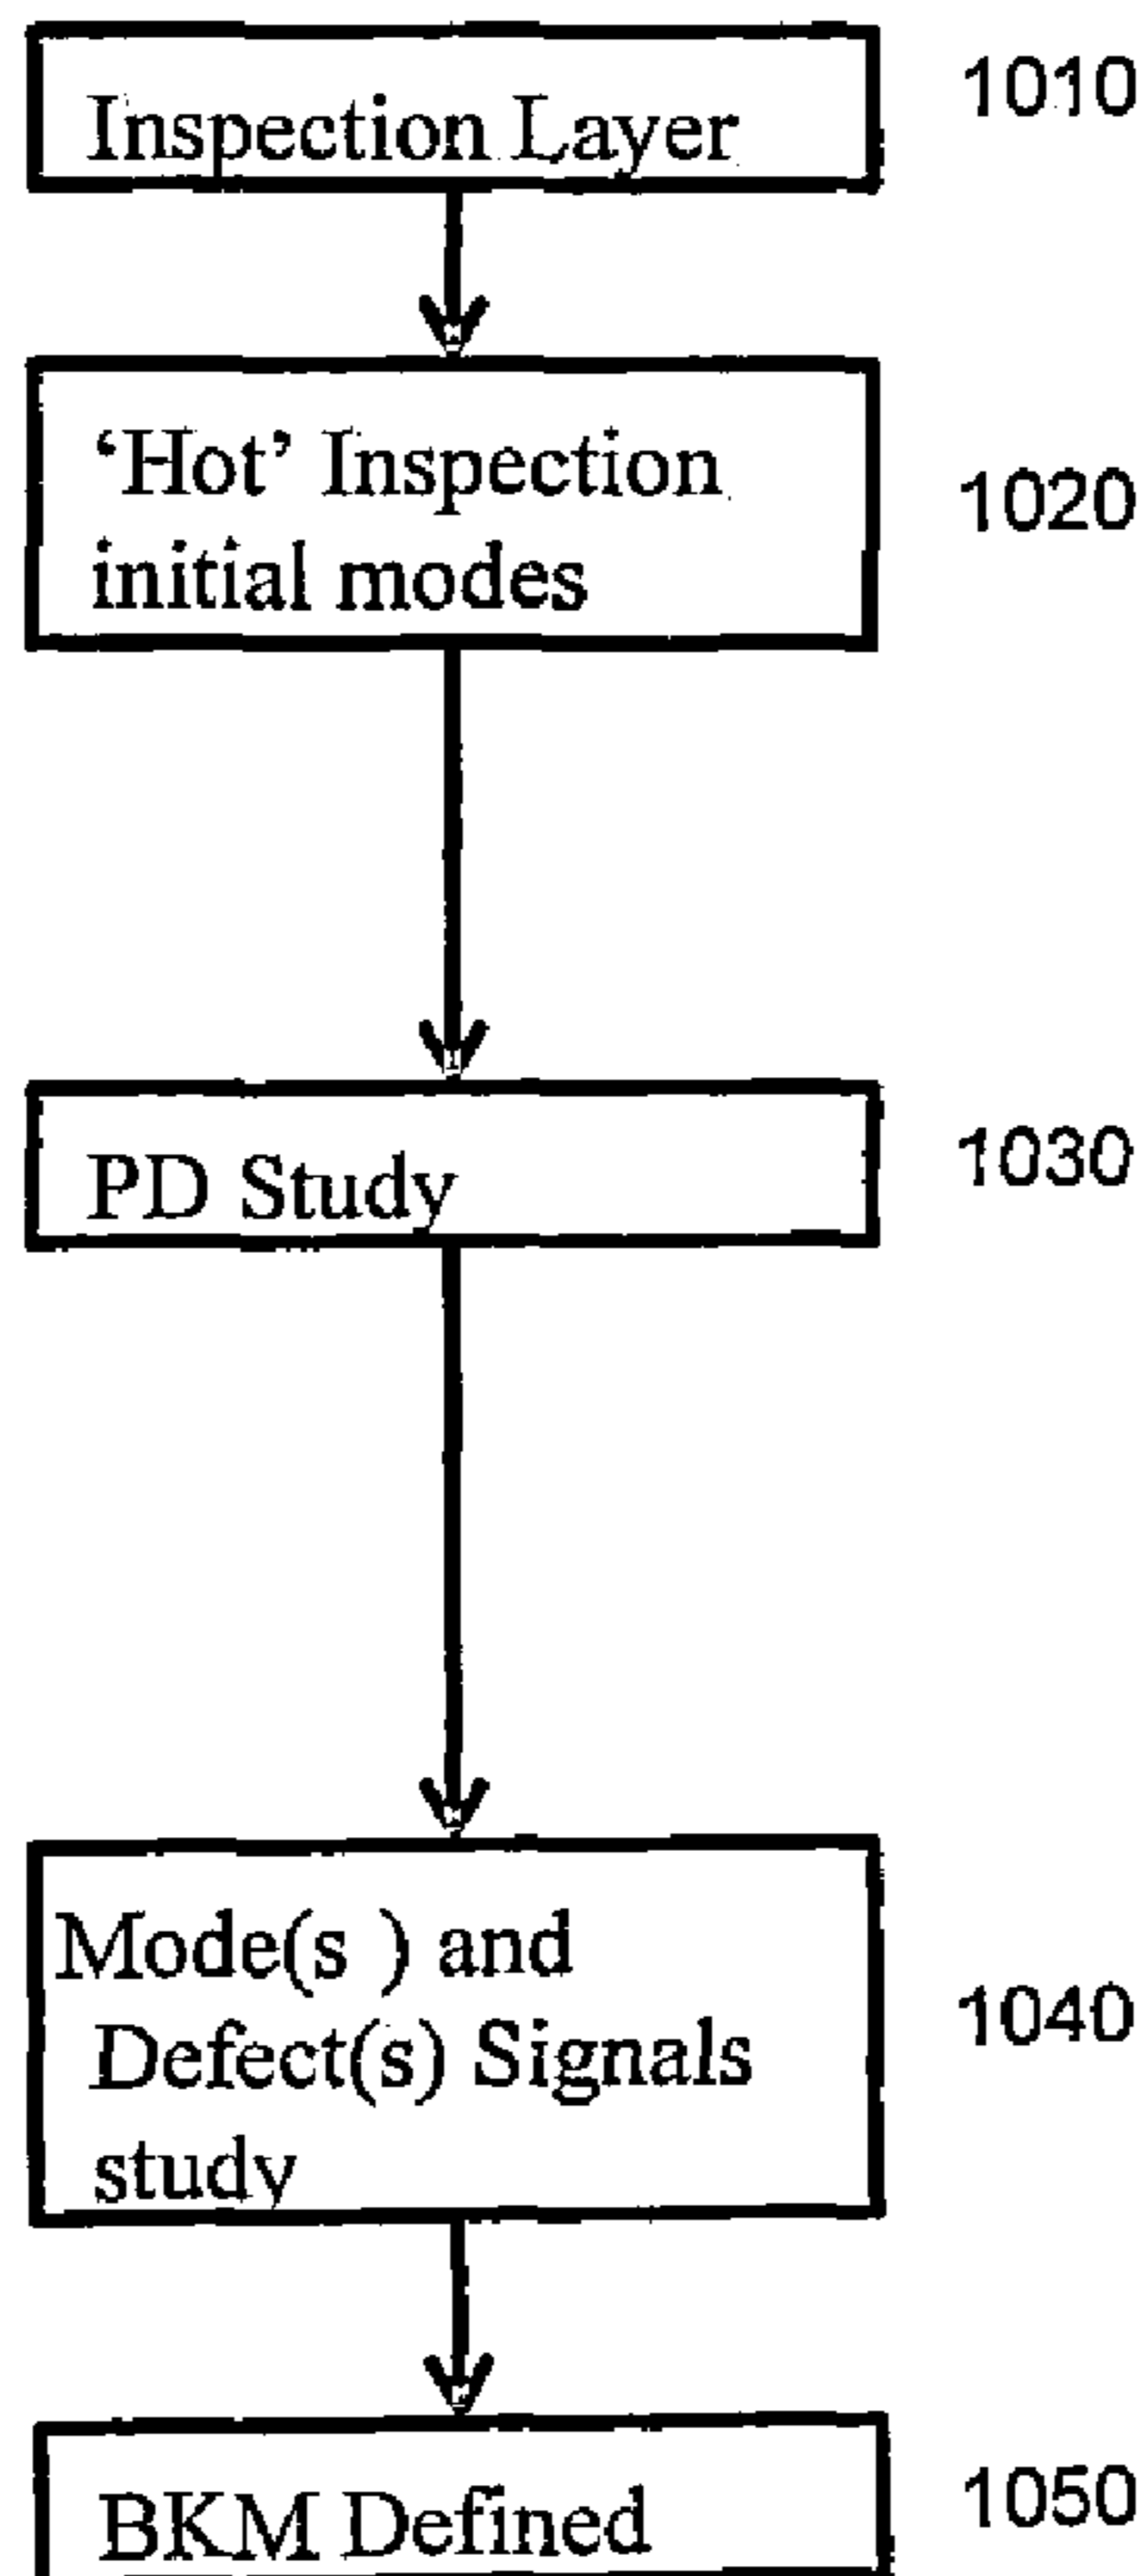 Inspection Layer
1010
‘Hot’ Inspection
initial modes
1020
PD Study
1030
Mode(s ) and
Defect(s) Signals
study
1040
BKM Defined
1050